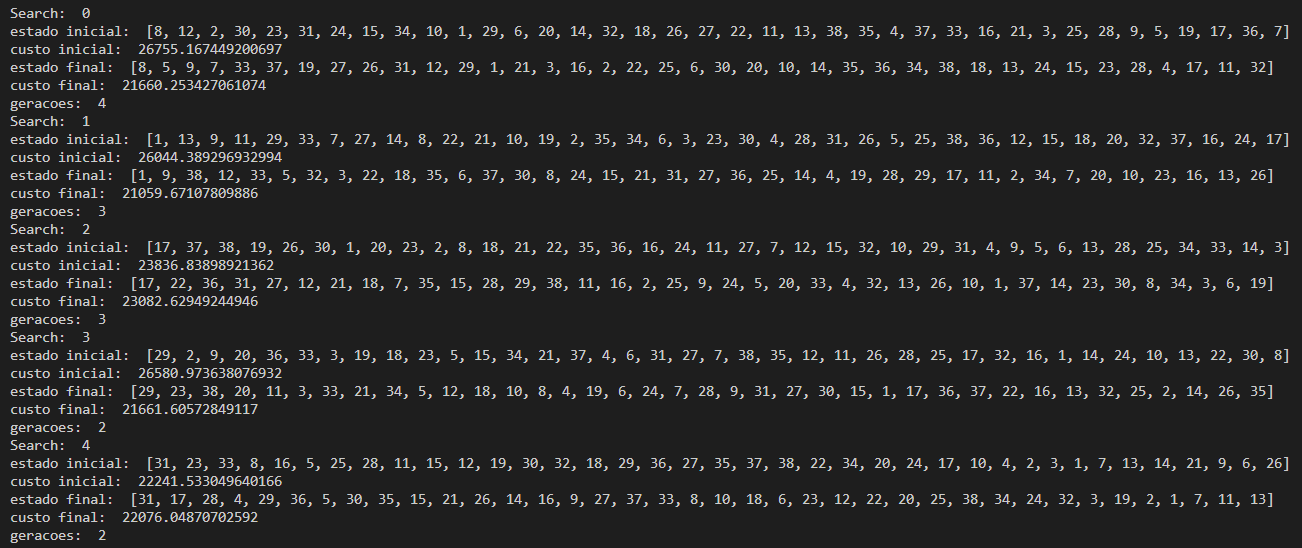 Search:  0
estado inicial:  [8, 12, 2, 30, 23, 31, 24, 15, 34, 10, 1, 29, 6, 20, 14, 32, 18, 26, 27, 22, 11, 13, 38, 35, 4, 37, 33, 16, 21, 3, 25, 28, 9, 5, 19, 17, 36, 7]
custo inicial:  26755.167449200697
estado final:  [8, 5, 9, 7, 33, 37, 19, 27, 26, 31, 12, 29, 1, 21, 3, 16, 2, 22, 25, 6, 30, 20, 10, 14, 35, 36, 34, 38, 18, 13, 24, 15, 23, 28, 4, 17, 11, 32]
custo final:  21660.253427061074
geracoes:  4
Search:  1
estado inicial:  [1, 13, 9, 11, 29, 33, 7, 27, 14, 8, 22, 21, 10, 19, 2, 35, 34, 6, 3, 23, 30, 4, 28, 31, 26, 5, 25, 38, 36, 12, 15, 18, 20, 32, 37, 16, 24, 17]
custo inicial:  26044.389296932994
estado final:  [1, 9, 38, 12, 33, 5, 32, 3, 22, 18, 35, 6, 37, 30, 8, 24, 15, 21, 31, 27, 36, 25, 14, 4, 19, 28, 29, 17, 11, 2, 34, 7, 20, 10, 23, 16, 13, 26]
custo final:  21059.67107809886
geracoes:  3
Search:  2
estado inicial:  [17, 37, 38, 19, 26, 30, 1, 20, 23, 2, 8, 18, 21, 22, 35, 36, 16, 24, 11, 27, 7, 12, 15, 32, 10, 29, 31, 4, 9, 5, 6, 13, 28, 25, 34, 33, 14, 3]
custo inicial:  23836.83898921362
estado final:  [17, 22, 36, 31, 27, 12, 21, 18, 7, 35, 15, 28, 29, 38, 11, 16, 2, 25, 9, 24, 5, 20, 33, 4, 32, 13, 26, 10, 1, 37, 14, 23, 30, 8, 34, 3, 6, 19]
custo final:  23082.62949244946
geracoes:  3
Search:  3
estado inicial:  [29, 2, 9, 20, 36, 33, 3, 19, 18, 23, 5, 15, 34, 21, 37, 4, 6, 31, 27, 7, 38, 35, 12, 11, 26, 28, 25, 17, 32, 16, 1, 14, 24, 10, 13, 22, 30, 8]
custo inicial:  26580.973638076932
estado final:  [29, 23, 38, 20, 11, 3, 33, 21, 34, 5, 12, 18, 10, 8, 4, 19, 6, 24, 7, 28, 9, 31, 27, 30, 15, 1, 17, 36, 37, 22, 16, 13, 32, 25, 2, 14, 26, 35]
custo final:  21661.60572849117
geracoes:  2
Search:  4
estado inicial:  [31, 23, 33, 8, 16, 5, 25, 28, 11, 15, 12, 19, 30, 32, 18, 29, 36, 27, 35, 37, 38, 22, 34, 20, 24, 17, 10, 4, 2, 3, 1, 7, 13, 14, 21, 9, 6, 26]
custo inicial:  22241.533049640166
estado final:  [31, 17, 28, 4, 29, 36, 5, 30, 35, 15, 21, 26, 14, 16, 9, 27, 37, 33, 8, 10, 18, 6, 23, 12, 22, 20, 25, 38, 34, 24, 32, 3, 19, 2, 1, 7, 11, 13]
custo final:  22076.04870702592
geracoes:  2